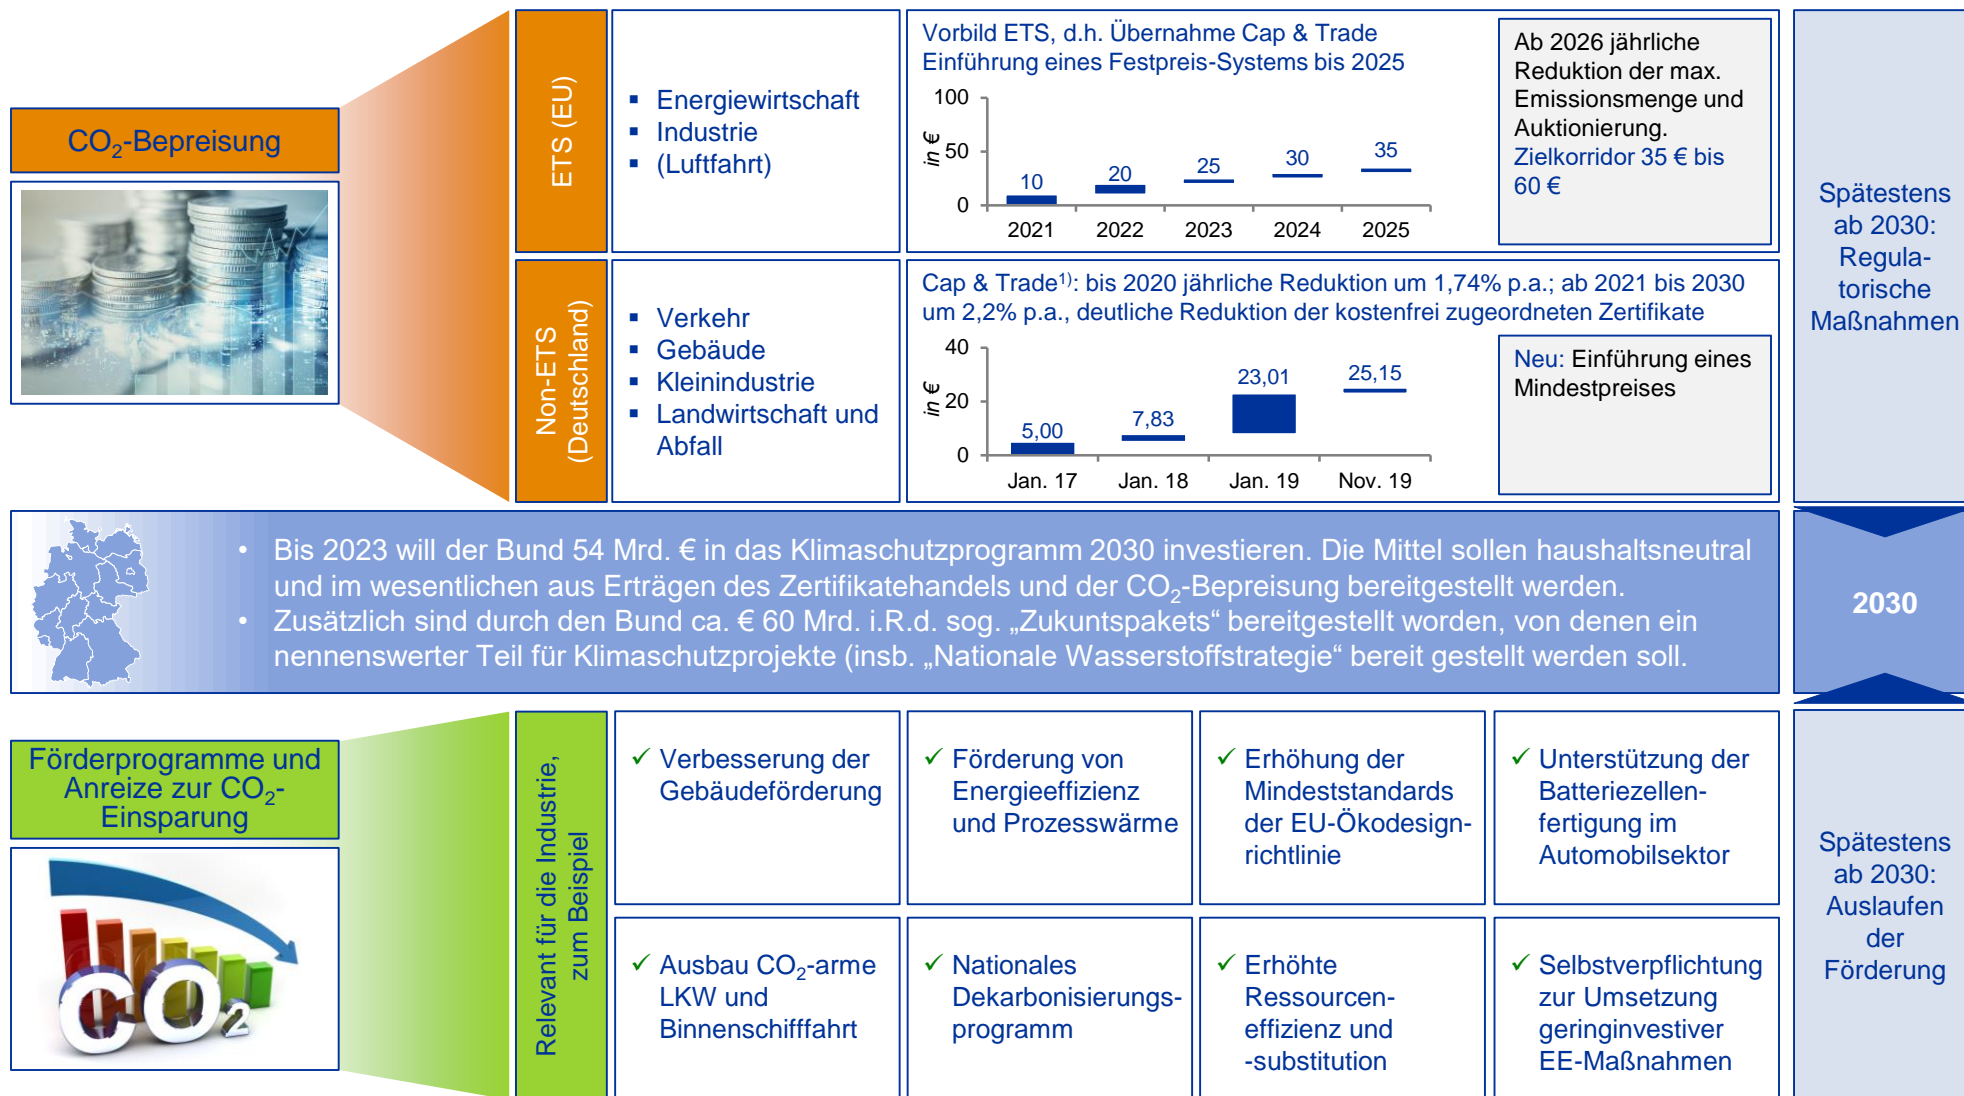 CO₂-Bepreisung
ETS (EU)
▪ Energiewirtschaft
▪ Industrie
▪ (Luftfahrt)
Vorbild ETS, d.h. Übernahme Cap & Trade
Einführung eines Festpreis-Systems bis 2025
in €
100
50
0
10
20
25
30
35
2021
2022
2023
2024
2025
Ab 2026 jährliche
Reduktion der max.
Emissionsmenge und
Auktionierung.
Zielkorridor 35 € bis
60 €
Non-ETS
(Deutschland)
▪ Verkehr
▪ Gebäude
▪ Kleinindustrie
▪ Landwirtschaft und
Abfall
Cap & Trade¹⁾: bis 2020 jährliche Reduktion um 1,74% p.a.; ab 2021 bis 2030
um 2,2% p.a., deutliche Reduktion der kostenfrei zugeordneten Zertifikate
in €
40
20
0
5,00
7,83
23,01
25,15
Jan. 17
Jan. 18
Jan. 19
Nov. 19
Neu: Einführung eines
Mindestpreises
Spätestens
ab 2030:
Regula-
torische
Maßnahmen
• Bis 2023 will der Bund 54 Mrd. € in das Klimaschutzprogramm 2030 investieren. Die Mittel sollen haushaltsneutral
und im wesentlichen aus Erträgen des Zertifikatehandels und der CO₂-Bepreisung bereitgestellt werden.
• Zusätzlich sind durch den Bund ca. € 60 Mrd. i.R.d. sog. „Zukuntspakets“ bereitgestellt worden, von denen ein
nennenswerter Teil für Klimaschutzprojekte (insb. „Nationale Wasserstoffstrategie“ bereit gestellt werden soll.
2030
Förderprogramme und
Anreize zur CO₂-
Einsparung
CO₂
Relevant für die Industrie,
zum Beispiel
✓ Verbesserung der
Gebäudeförderung
✓ Förderung von
Energieeffizienz
und Prozesswärme
✓ Erhöhung der
Mindeststandards
der EU-Ökodesign-
richtlinie
✓ Unterstützung der
Batteriezellen-
fertigung im
Automobilsektor
✓ Ausbau CO₂-arme
LKW und
Binnenschifffahrt
✓ Nationales
Dekarbonisierungs-
programm
✓ Erhöhte
Ressourcen-
effizienz und
-substitution
✓ Selbstverpflichtung
zur Umsetzung
geringinvestiver
EE-Maßnahmen
Spätestens
ab 2030:
Auslaufen
der
Förderung